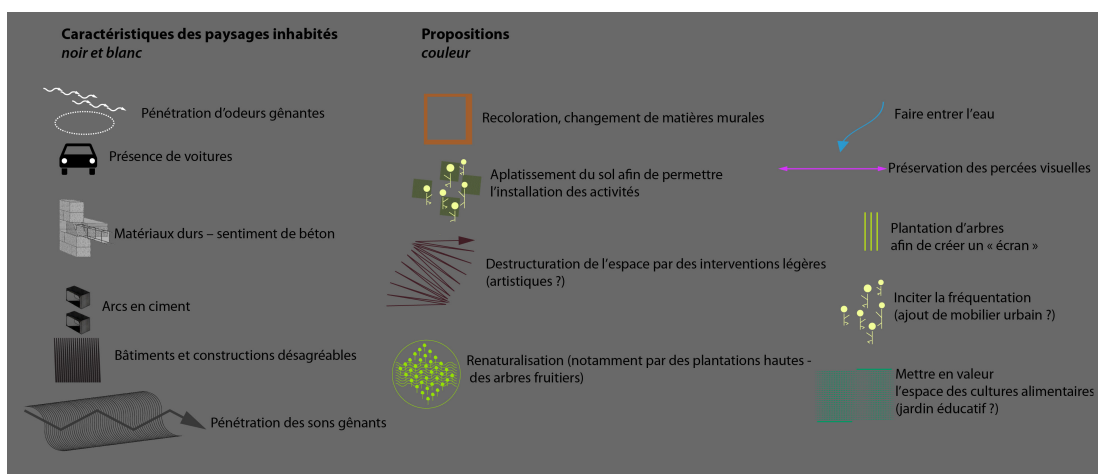 Caractéristiques des paysages inhabités
noir et blanc
Pénétration d’odeurs gênantes
Présence de voitures
Matériaux durs – sentiment de béton
Arcs en ciment
Bâtiments et constructions désagréables
Pénétration des sons gênants
Propositions
couleur
Recoloration, changement de matières murales
Aplatissement du sol afin de permettre
l’installation des activités
Destructuration de l’espace par des interventions légères
(artistiques ?)
Renaturalisation (notamment par des plantations hautes -
des arbres fruitiers)
Faire entrer l’eau
Préservation des percées visuelles
Plantation d’arbres
afin de créer un « écran »
Inciter la fréquentation
(ajout de mobilier urbain ?)
Mettre en valeur
l’espace des cultures alimentaires
(jardin éducatif ?)